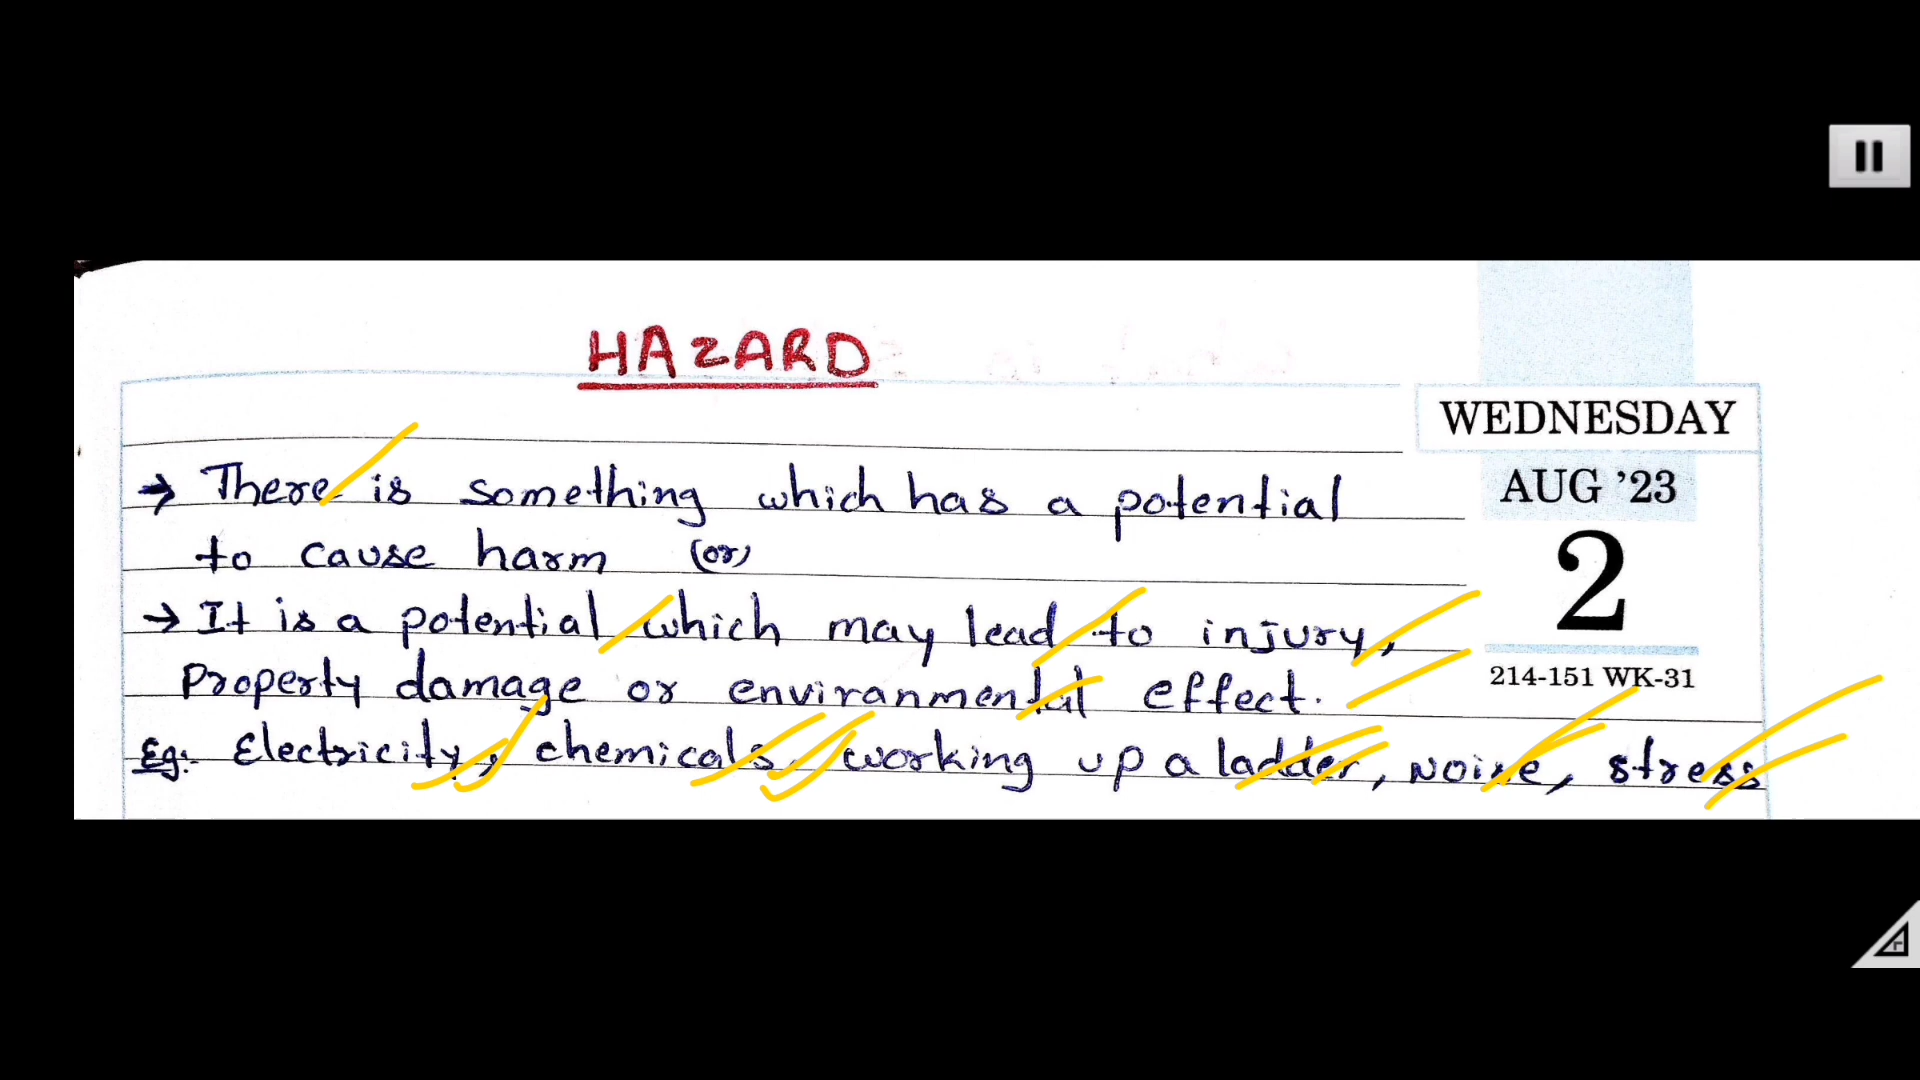 HAZARD
WEDNESDAY
AUG '23
2
214-151 WK-31
→ There is something which has a potential
to cause harm (or)
→ It is a potential which may lead to injury,
Property damage or enviranmental effect.
Eg:- Electricity, chemicals, working up a ladder, Noise, stress